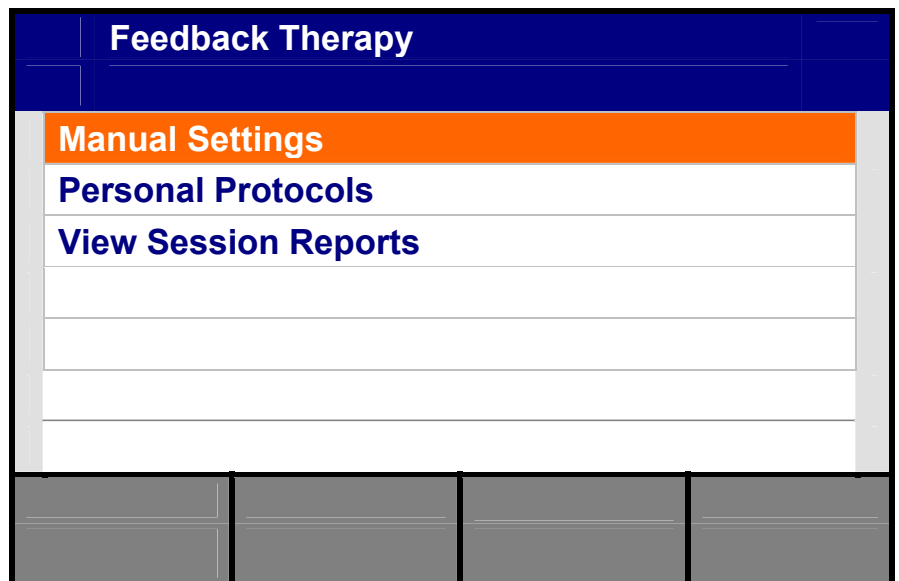 Feedback Therapy
Manual Settings
Personal Protocols
View Session Reports